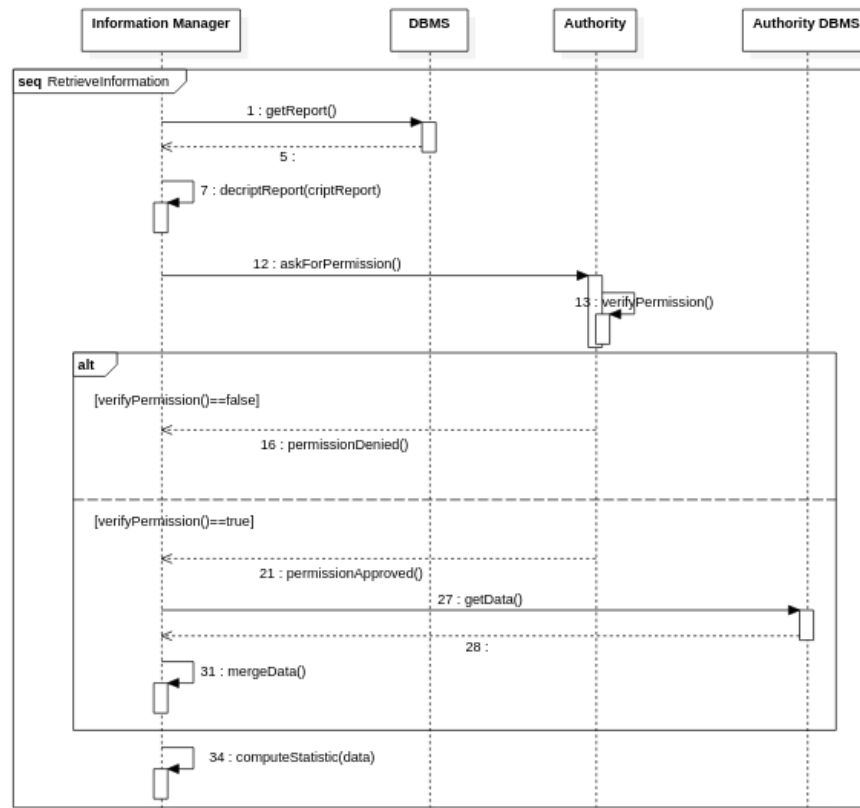 Information Manager
DBMS
Authority
Authority DBMS
seq RetrieveInformation
1 : getReport()
5 :
7 : decriptReport(criptReport)
12 : askForPermission()
13 : verifyPermission()
alt
[verifyPermission()==false]
16 : permissionDenied()
[verifyPermission()==true]
21 : permissionApproved()
27 : getData()
28 :
31 : mergeData()
34 : computeStatistic(data)